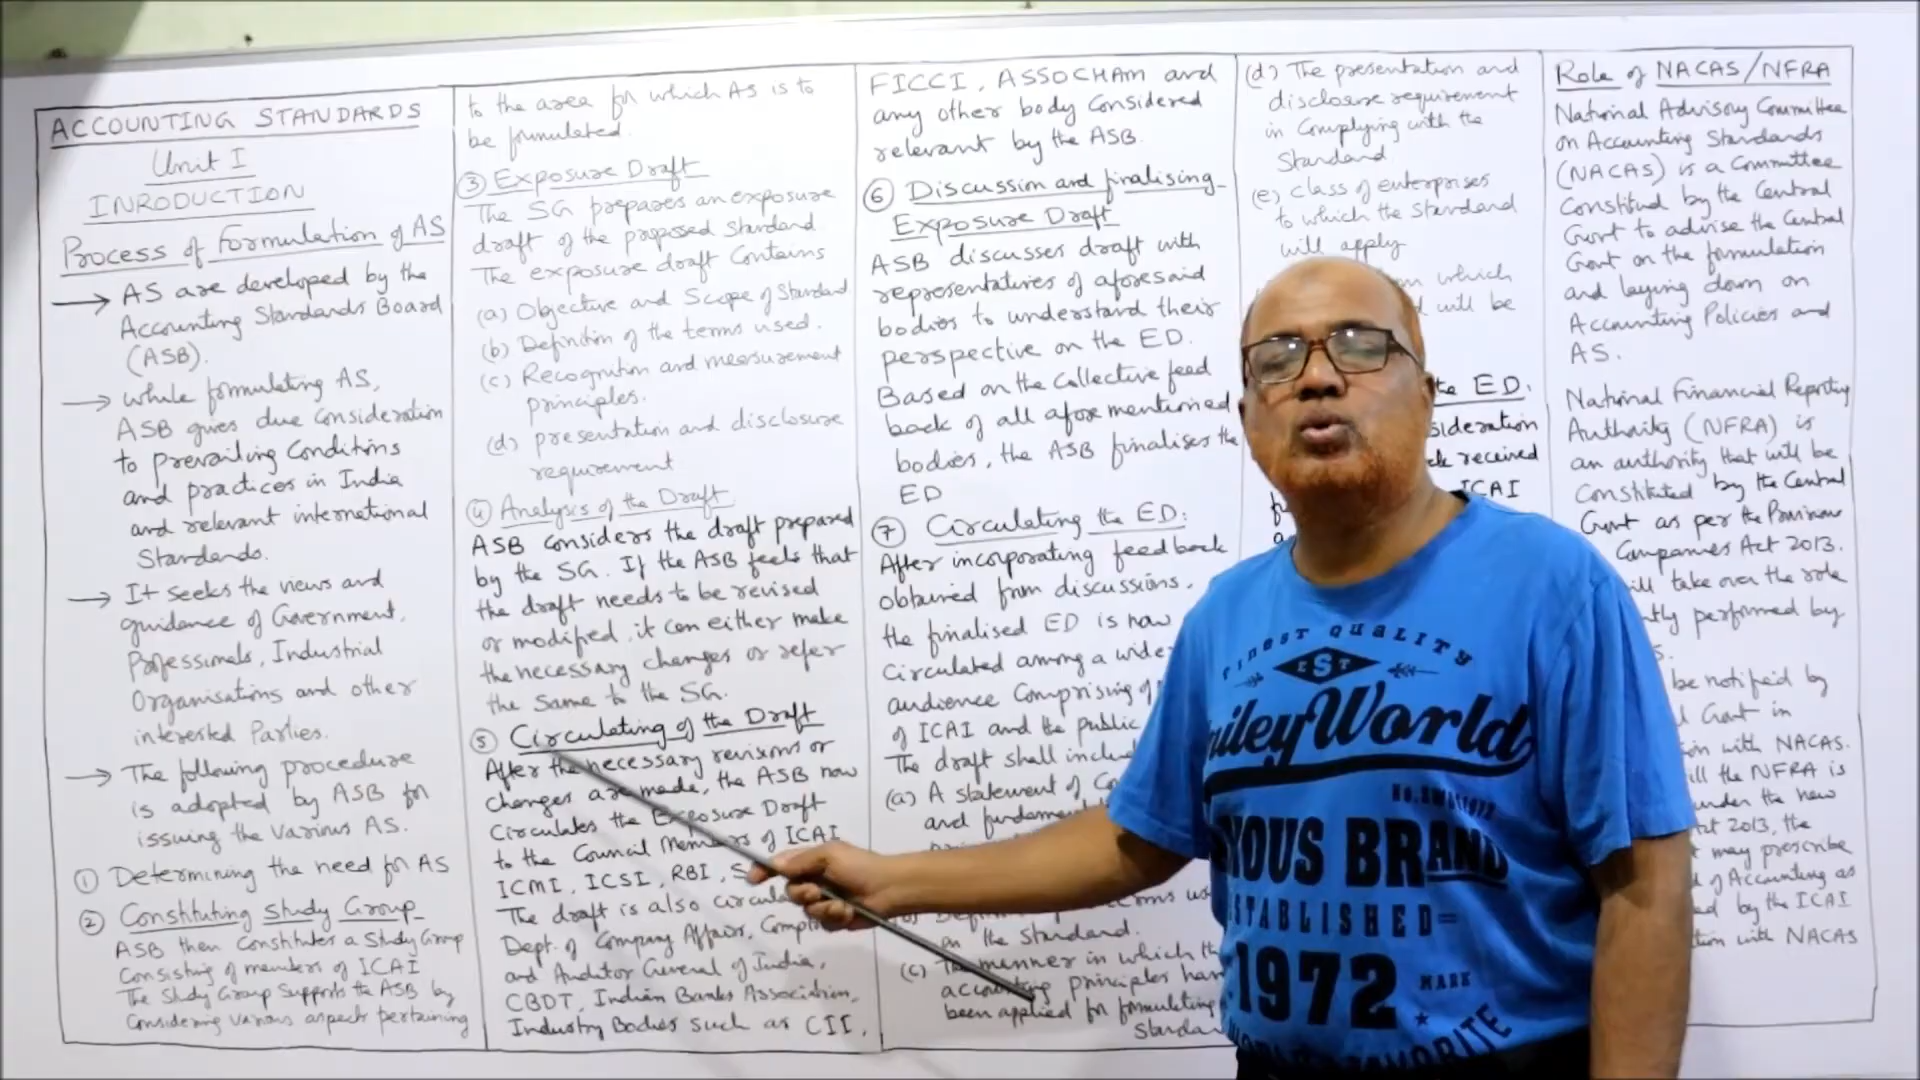 ACCOUNTING STANDARDS
Unit I
INRODUCTION
Process of Formulation of AS
→ AS are developed by the
Accounting Standards Board
(ASB).
→ While formulating AS,
ASB gives due consideration
to prevailing Conditions
and practices in India
and relevant international
Standards.
→ It seeks the views and
guidance of Government,
Professionals, Industrial
Organisations and other
interested Parties.
→ The following procedure
is adopted by ASB for
issuing the various AS.
① Determining the need for AS
② Constituting Study Group
ASB then Constitutes a Study Group
Consisting of members of ICAI
The Study Group Supports the ASB by
Considering various aspects pertaining
to the area for which AS is to
be formulated.
③ Exposure Draft
The SG prepares an exposure
draft of the proposed Standard.
The exposure draft Contains
(a) Objective and Scope of Standard
(b) Definition of the terms used.
(c) Recognition and measurement
principles.
(d) presentation and disclosure
requirement
④ Analysis of the Draft
ASB considers the draft prepared
by the SG. If the ASB feels that
the draft needs to be revised
or modified, it can either make
the necessary changes or refer
the Same to the SG.
⑤ Circulating of the Draft
After the necessary revisions or
changes are made, the ASB now
Circulates the Exposure Draft
to the Council Members of ICAI
ICMI, ICSI, RBI,
The draft is also
Dept. of Company Affairs,
and Auditor General of India,
CBDT, Indian Banks Association,
Industry Bodies such as CII,
FICCI, ASSOCHAM and
any other body Considered
relevant by the ASB.
⑥ Discussion and finalising
Exposure Draft
ASB discusses draft with
representatives of aforesaid
bodies to understand their
perspective on the ED.
Based on the Collective feed
back of all aforementioned
bodies, the ASB finalises the
ED
⑦ Circulating the ED:
After incorporating feedback
obtained from discussions,
the finalised ED is now
Circulated among a wide
audience Comprising of
of ICAI and the public
The draft shall
(a) A statement of
and
on the Standard.
(c) The manner in which
accounting principles
been applied for formulating
(d) The presentation and
disclosure requirement
in Complying with the
Standard
(e) Class of enterprises
to which the Standard
will apply
which
will be
the ED:
received
ICAI
Role of NACAS/NFRA
National Advisory Committee
on Accounting Standards
(NACAS) is a Committee
Constitud by the Central
Govt to advise the Central
Govt on the formulation
and laying down on
Accounting Policies and
AS.
National Financial Reporting
Authority (NFRA) is
an authority that will be
Constituted by the Central
Govt as per the
Companies Act 2013.
take over the role
performed by
be notified by
Govt in
with NACAS.
the NFRA is
under the new
2013, the
may prescribe
of Accounting as
by the ICAI
with NACAS
FINEST QUALITY
EST
World
BRAND
ESTABLISHED=
1972
MARK